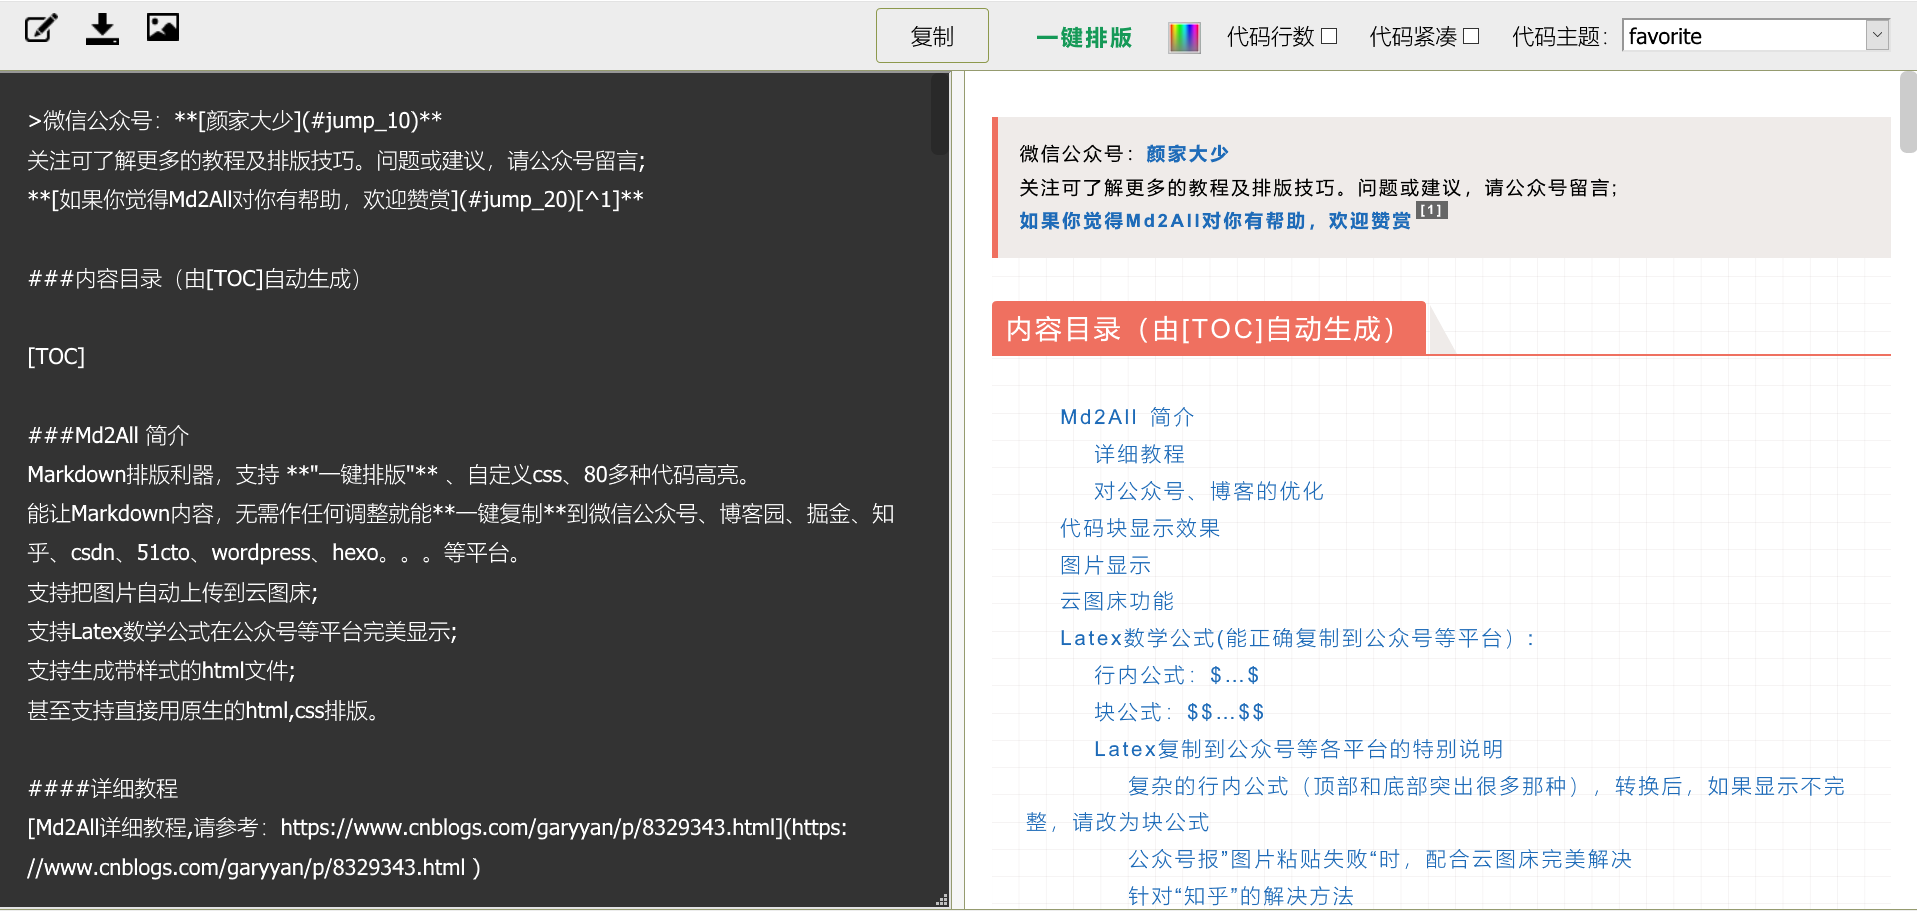 复制
一键排版
代码行数
代码紧凑
代码主题：
favorite
>微信公众号：**[颜家大少](#jump_10)**
关注可了解更多的教程及排版技巧。问题或建议，请公众号留言;
**[如果你觉得Md2All对你有帮助，欢迎赞赏](#jump_20)[^1]**
###内容目录（由[TOC]自动生成）
[TOC]
###Md2All 简介
Markdown排版利器，支持 **"一键排版"** 、自定义css、80多种代码高亮。
能让Markdown内容，无需作任何调整就能**一键复制**到微信公众号、博客园、掘金、知
乎、csdn、51cto、wordpress、hexo。。。等平台。
支持把图片自动上传到云图床;
支持Latex数学公式在公众号等平台完美显示;
支持生成带样式的html文件;
甚至支持直接用原生的html,css排版。
####详细教程
[Md2All详细教程,请参考：https://www.cnblogs.com/garyyan/p/8329343.html](https:
//www.cnblogs.com/garyyan/p/8329343.html )
微信公众号：颜家大少
关注可了解更多的教程及排版技巧。问题或建议，请公众号留言;
如果你觉得Md2All对你有帮助，欢迎赞赏[1]
内容目录（由[TOC]自动生成）
Md2All 简介
详细教程
对公众号、博客的优化
代码块显示效果
图片显示
云图床功能
Latex数学公式(能正确复制到公众号等平台）:
行内公式：$...$
块公式：$$...$$
Latex复制到公众号等各平台的特别说明
复杂的行内公式（顶部和底部突出很多那种），转换后，如果显示不完
整，请改为块公式
公众号报”图片粘贴失败“时，配合云图床完美解决
针对“知乎”的解决方法